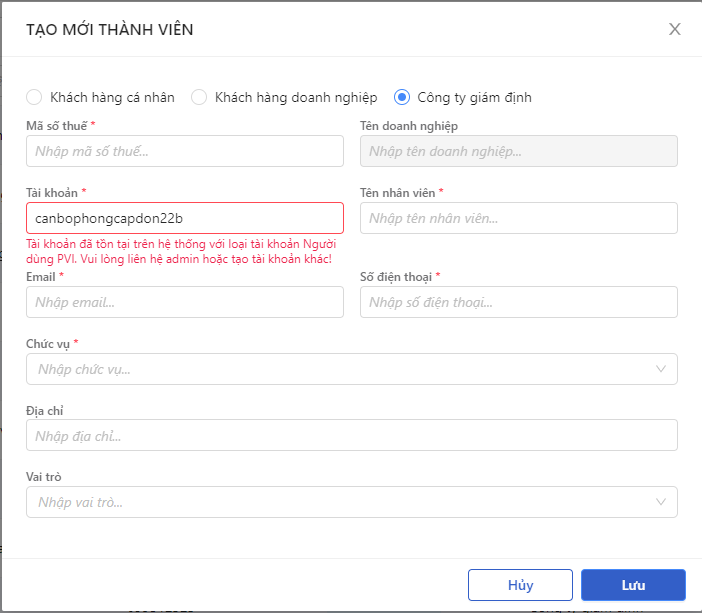 TẠO MỚI THÀNH VIÊN
Khách hàng cá nhân
Khách hàng doanh nghiệp
Công ty giám định
Mã số thuế *
Tên doanh nghiệp
Nhập mã số thuế...
Nhập tên doanh nghiệp...
Tài khoản *
Tên nhân viên *
canbophongcapdon22b
Nhập tên nhân viên...
Tài khoản đã tồn tại trên hệ thống với loại tài khoản Người
dùng PVI. Vui lòng liên hệ admin hoặc tạo tài khoản khác!
Email *
Số điện thoại *
Nhập email...
Nhập số điện thoại...
Chức vụ *
Nhập chức vụ...
Địa chỉ
Nhập địa chỉ...
Vai trò
Nhập vai trò...
Hủy
Lưu